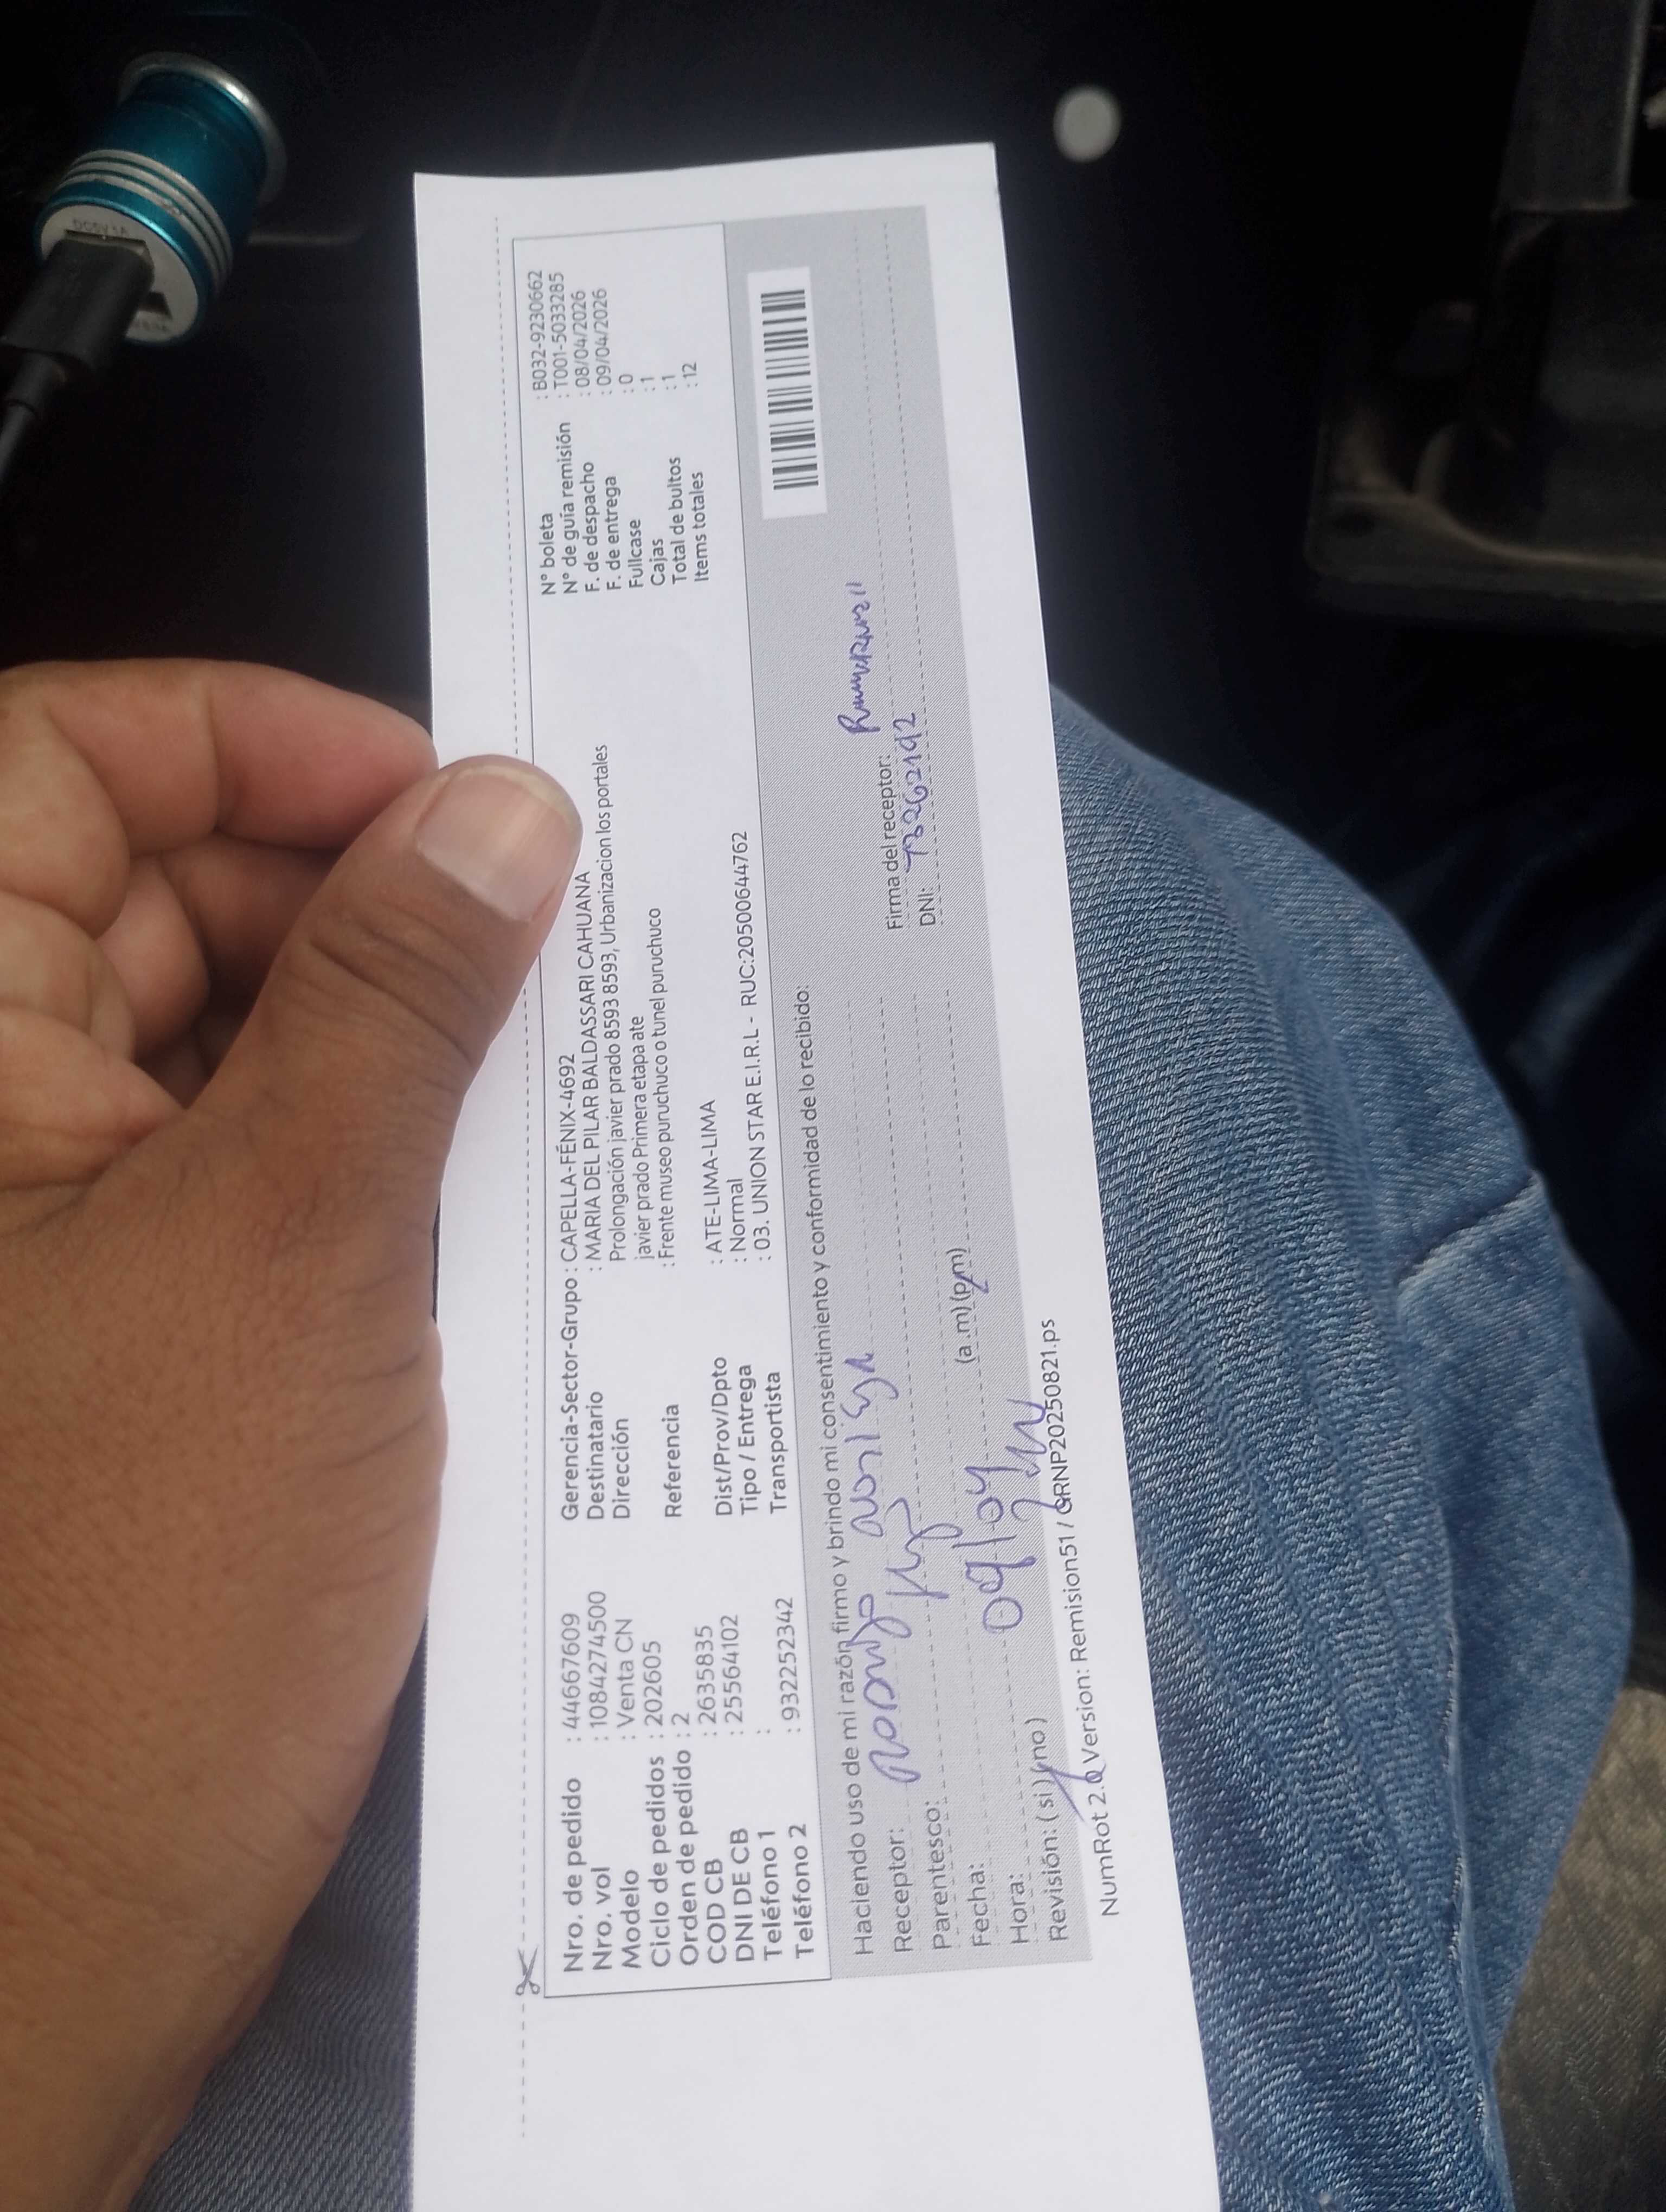 Nro. de pedido : 44667609
Nro. vol : 1084274500
Modelo : Venta CN
Ciclo de pedidos : 202605
Orden de pedido : 2
COD CB : 2635835
DNI DE CB : 25564102
Teléfono 1 :
Teléfono 2 : 932252342
Gerencia-Sector-Grupo : CAPELLA-FÉNIX-4692
Destinatario : MARIA DEL PILAR BALDASSARI CAHUANA
Dirección Prolongación javier prado 8593 8593, Urbanizacion los portales
javier prado Primera etapa ate
Referencia : Frente museo puruchuco o tunel puruchuco
Dist/Prov/Dpto : ATE-LIMA-LIMA
Tipo / Entrega : Normal
Transportista : 03. UNION STAR E.I.R.L - RUC:20500644762
N° boleta : B032-9230662
N° de guía remisión : T001-5033285
F. de despacho : 08/04/2026
F. de entrega : 09/04/2026
Fullcase : 0
Cajas : 1
Total de bultos : 1
Items totales : 12
Haciendo uso de mi razón firmo y brindo mi consentimiento y conformidad de lo recibido:
Receptor:
Parentesco:
Fecha: 09/04
Hora: (a.m) (pm)
Revisión: ( si ) ( no )
Firma del receptor:
DNI: 73262192
NumRot 2.0 Version: Remision51 / GRNP20250821.ps